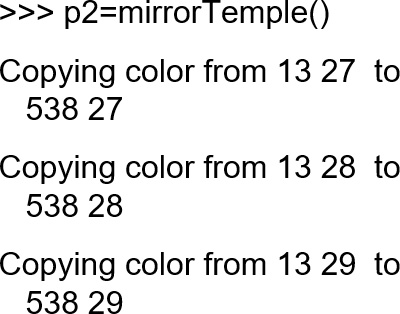 >>> p2=mirrorTemple()
Copying color from 13 27  to
538 27
Copying color from 13 28  to
538 28
Copying color from 13 29  to
538 29